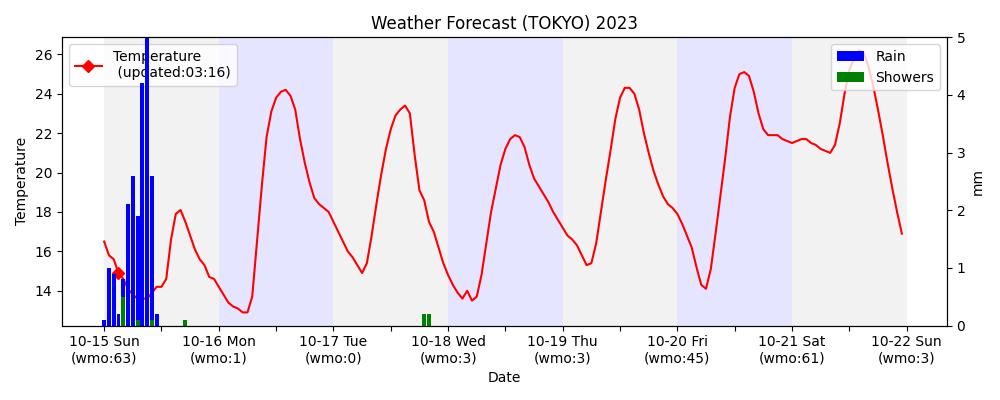 Weather Forecast (TOKYO) 2023
Temperature
(updated:03:16)
Rain
Showers
Temperature
26
24
22
20
18
16
14
5
4
3
2
1
0
mm
10-15 Sun
(wmo:63)
10-16 Mon
(wmo:1)
10-17 Tue
(wmo:0)
10-18 Wed
(wmo:3)
10-19 Thu
(wmo:3)
10-20 Fri
(wmo:45)
10-21 Sat
(wmo:61)
10-22 Sun
(wmo:3)
Date